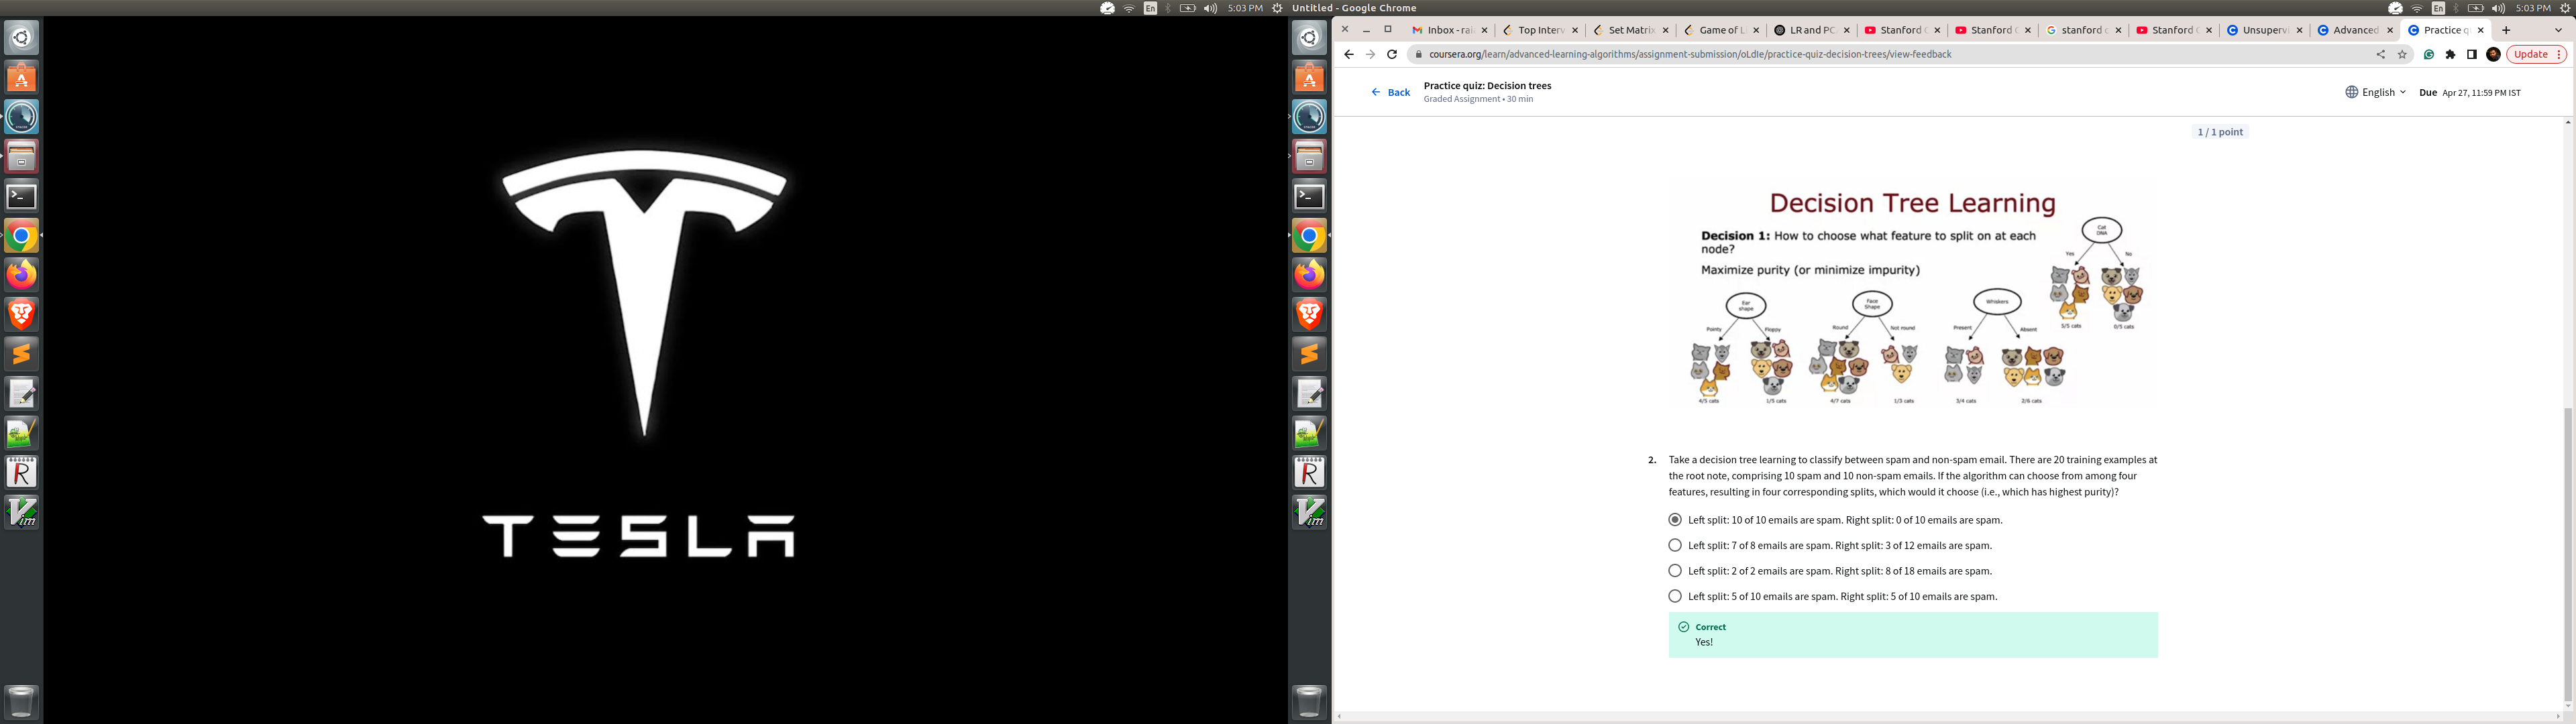 En
5:03 PM
TESLA
Untitled - Google Chrome
En
5:03 PM
Inbox - rai
Top Interv
Set Matrix
Game of L
LR and PC
Stanford
Stanford
stanford c
Stanford
Unsupervi
Advanced
Practice q
coursera.org/learn/advanced-learning-algorithms/assignment-submission/oLdIe/practice-quiz-decision-trees/view-feedback
Update
Back
Practice quiz: Decision trees
Graded Assignment • 30 min
English
Due Apr 27, 11:59 PM IST
1 / 1 point
Decision Tree Learning
Decision 1: How to choose what feature to split on at each
node?
Maximize purity (or minimize impurity)
Cat
DNA
Yes
No
5/5 cats
0/5 cats
Ear
shape
Pointy
Floppy
4/5 cats
1/5 cats
Face
Shape
Round
Not round
4/7 cats
1/3 cats
Whiskers
Present
Absent
3/4 cats
2/6 cats
2. Take a decision tree learning to classify between spam and non-spam email. There are 20 training examples at
the root note, comprising 10 spam and 10 non-spam emails. If the algorithm can choose from among four
features, resulting in four corresponding splits, which would it choose (i.e., which has highest purity)?
Left split: 10 of 10 emails are spam. Right split: 0 of 10 emails are spam.
Left split: 7 of 8 emails are spam. Right split: 3 of 12 emails are spam.
Left split: 2 of 2 emails are spam. Right split: 8 of 18 emails are spam.
Left split: 5 of 10 emails are spam. Right split: 5 of 10 emails are spam.
Correct
Yes!